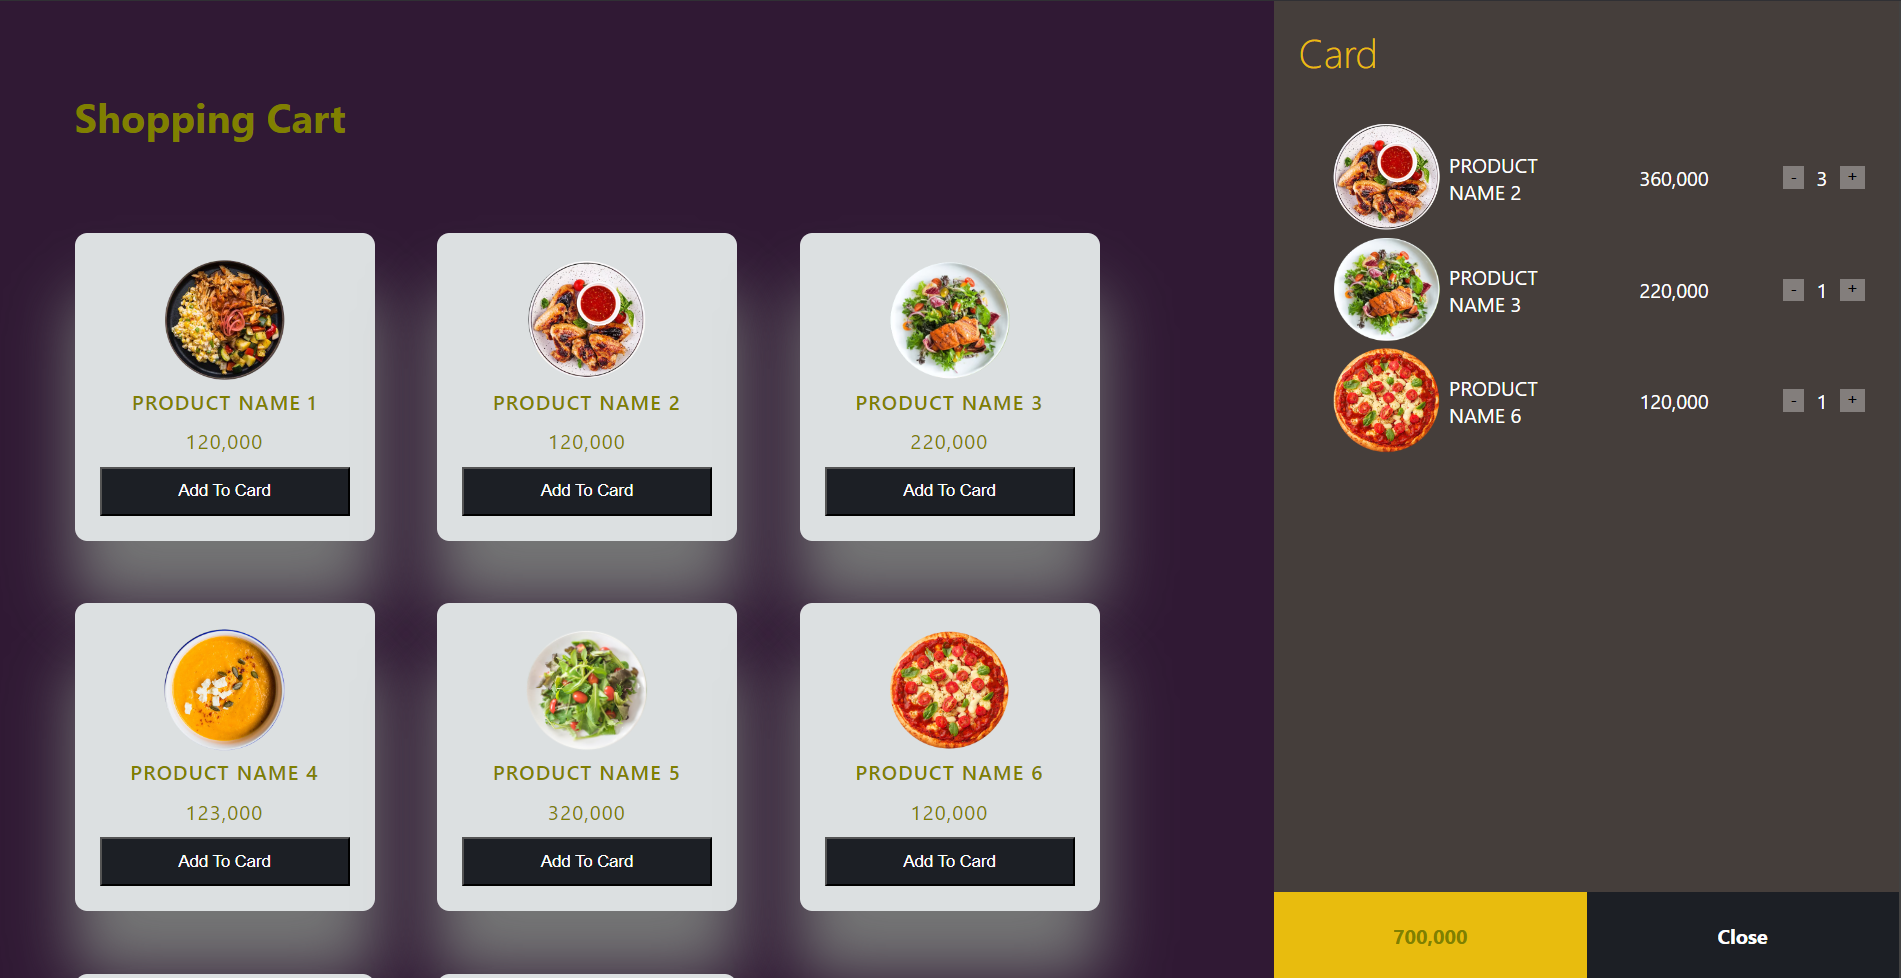 Shopping Cart
PRODUCT NAME 1
120,000
Add To Card
PRODUCT NAME 2
120,000
Add To Card
PRODUCT NAME 3
220,000
Add To Card
PRODUCT NAME 4
123,000
Add To Card
PRODUCT NAME 5
320,000
Add To Card
PRODUCT NAME 6
120,000
Add To Card
Card
PRODUCT
NAME 2
360,000
- 3 +
PRODUCT
NAME 3
220,000
- 1 +
PRODUCT
NAME 6
120,000
- 1 +
700,000
Close